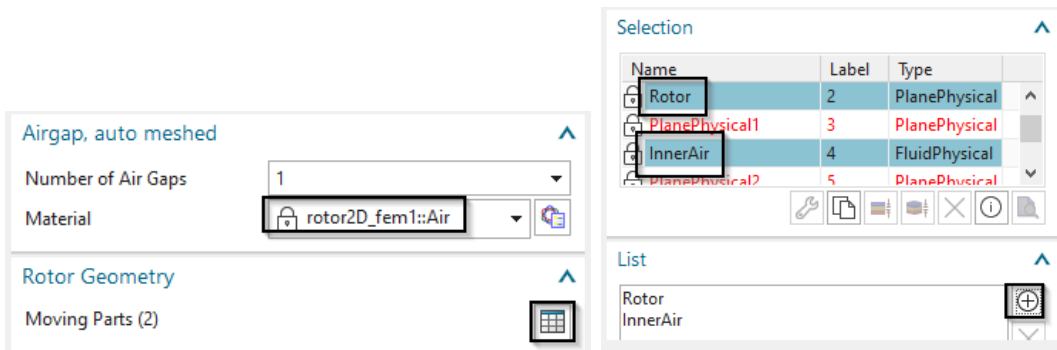 Airgap, auto meshed
Number of Air Gaps 1
Material rotor2D_fem1::Air
Rotor Geometry
Moving Parts (2)
Selection
Name Label Type
Rotor 2 PlanePhysical
PlanePhysical1 3 PlanePhysical
InnerAir 4 FluidPhysical
PlanePhysical2 5 PlanePhysical
List
Rotor
InnerAir